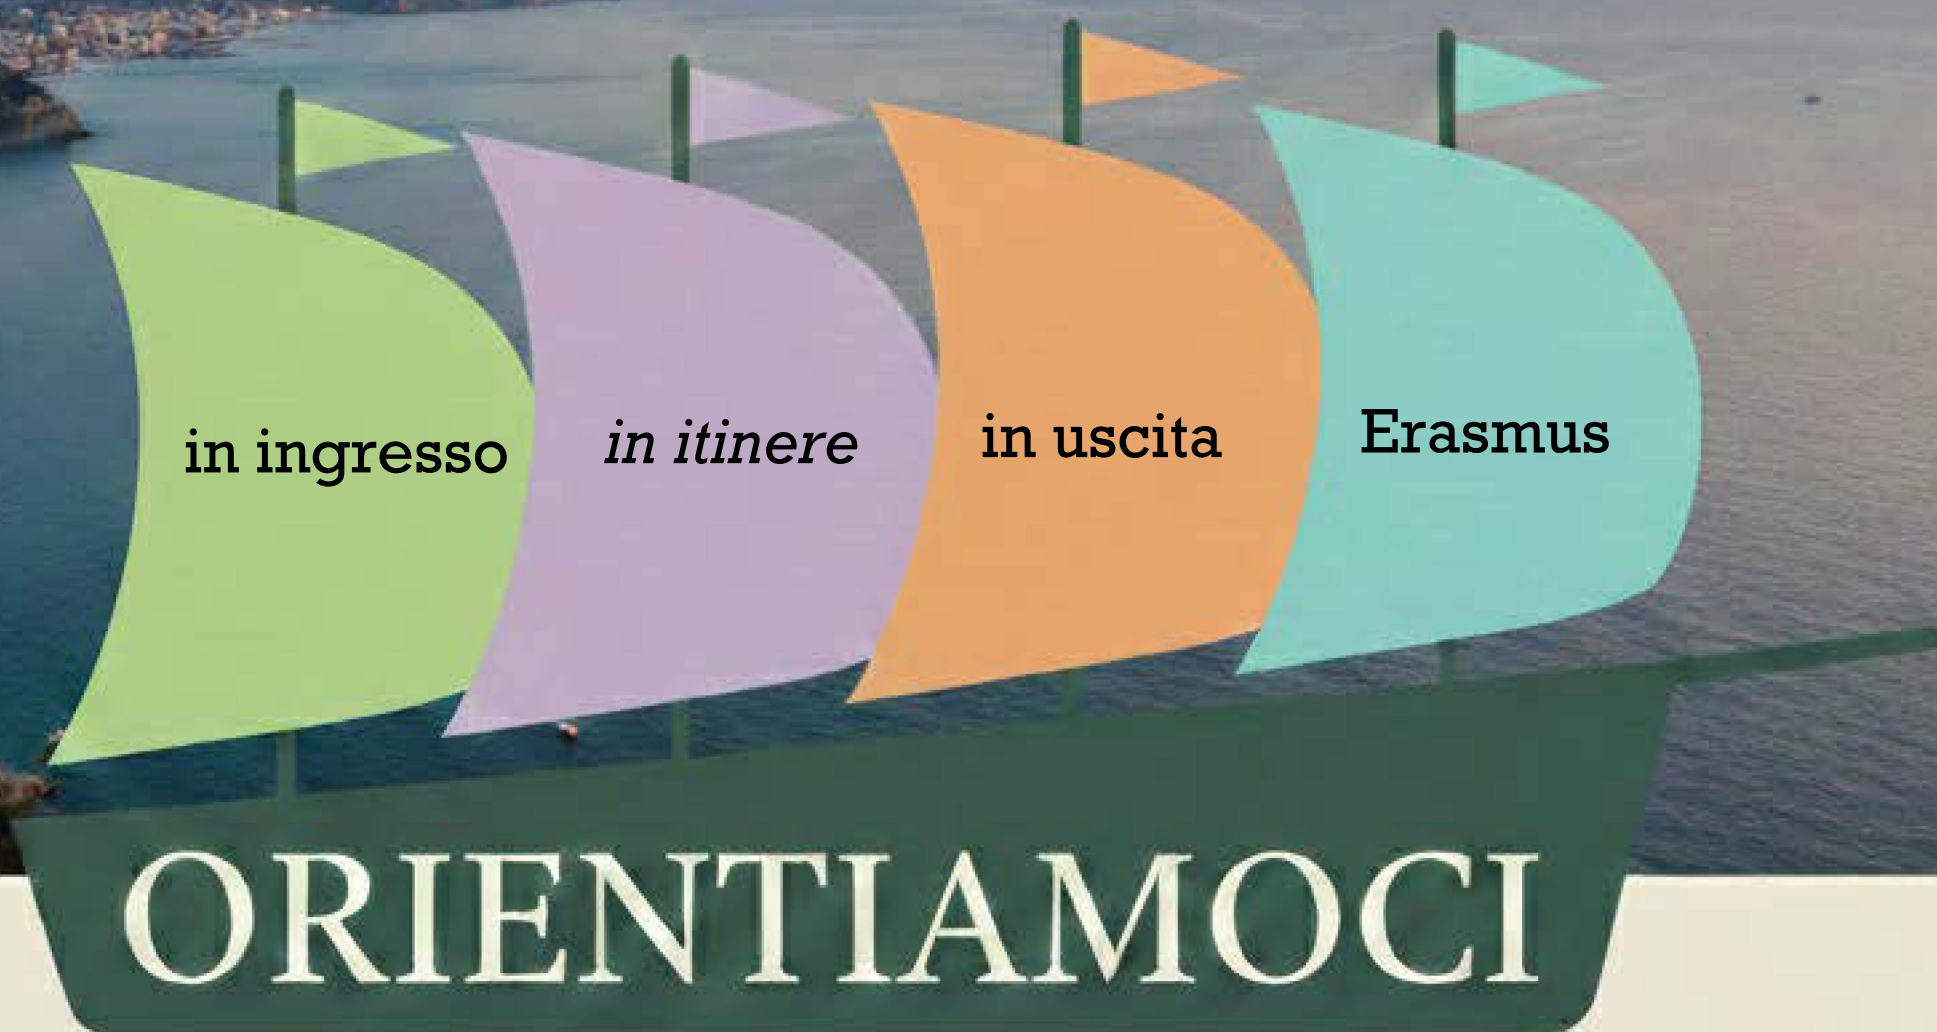 in ingresso
in itinere
in uscita
Erasmus
ORIENTIAMOCI